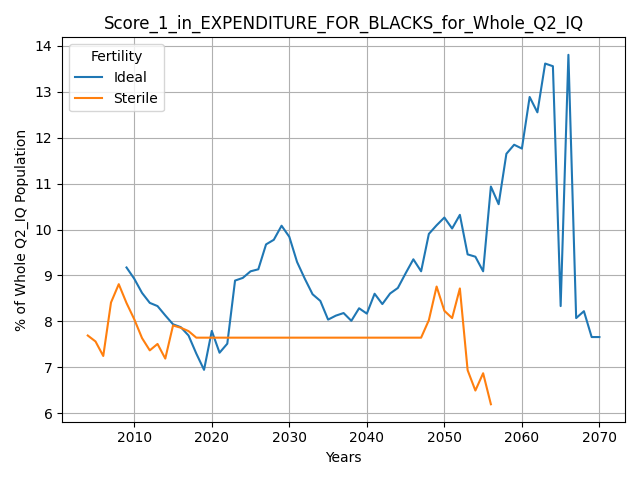 Score_1_in_EXPENDITURE_FOR_BLACKS_for_Whole_Q2_IQ
Fertility
Ideal
Sterile
% of Whole Q2_IQ Population
14
13
12
11
10
9
8
7
6
2010 2020 2030 2040 2050 2060 2070
Years